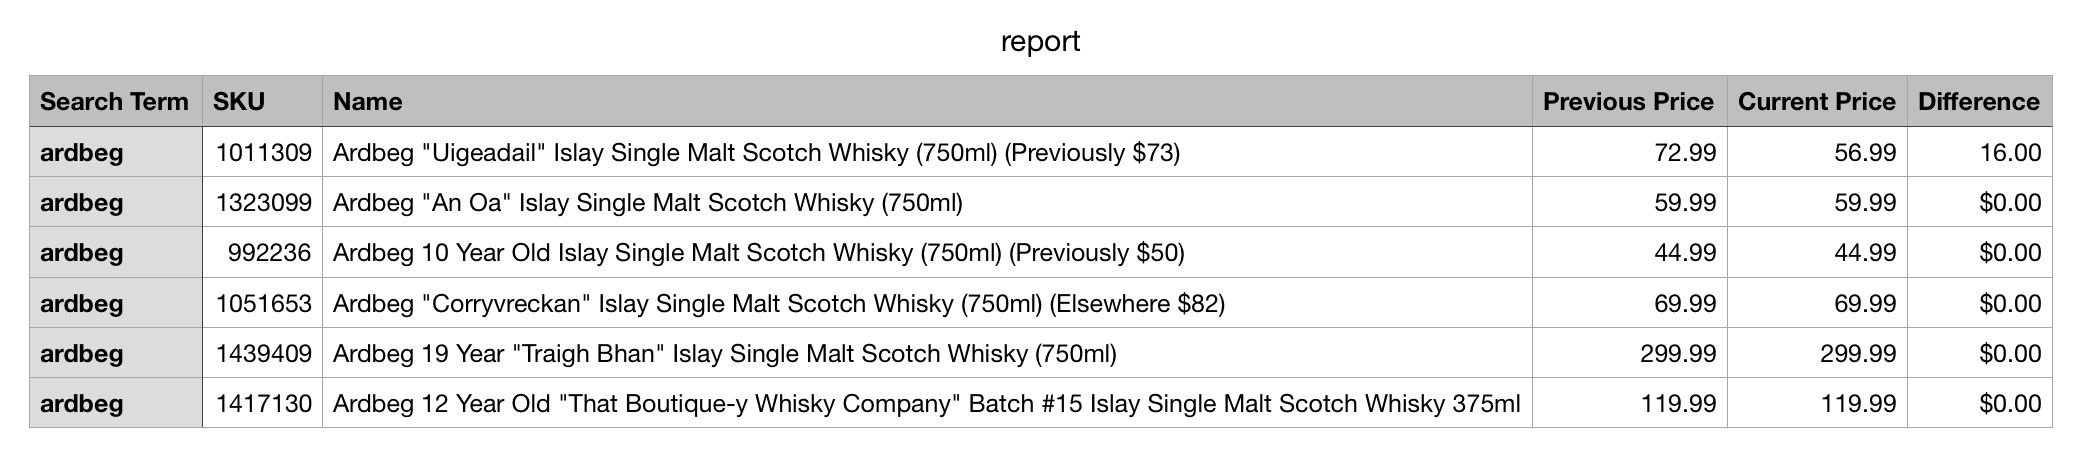 report
Search Term SKU Name Previous Price Current Price Difference
ardbeg 1011309 Ardbeg "Uigeadail" Islay Single Malt Scotch Whisky (750ml) (Previously $73) 72.99 56.99 16.00
ardbeg 1323099 Ardbeg "An Oa" Islay Single Malt Scotch Whisky (750ml) 59.99 59.99 $0.00
ardbeg 992236 Ardbeg 10 Year Old Islay Single Malt Scotch Whisky (750ml) (Previously $50) 44.99 44.99 $0.00
ardbeg 1051653 Ardbeg "Corryvreckan" Islay Single Malt Scotch Whisky (750ml) (Elsewhere $82) 69.99 69.99 $0.00
ardbeg 1439409 Ardbeg 19 Year "Traigh Bhan" Islay Single Malt Scotch Whisky (750ml) 299.99 299.99 $0.00
ardbeg 1417130 Ardbeg 12 Year Old "That Boutique-y Whisky Company" Batch #15 Islay Single Malt Scotch Whisky 375ml 119.99 119.99 $0.00